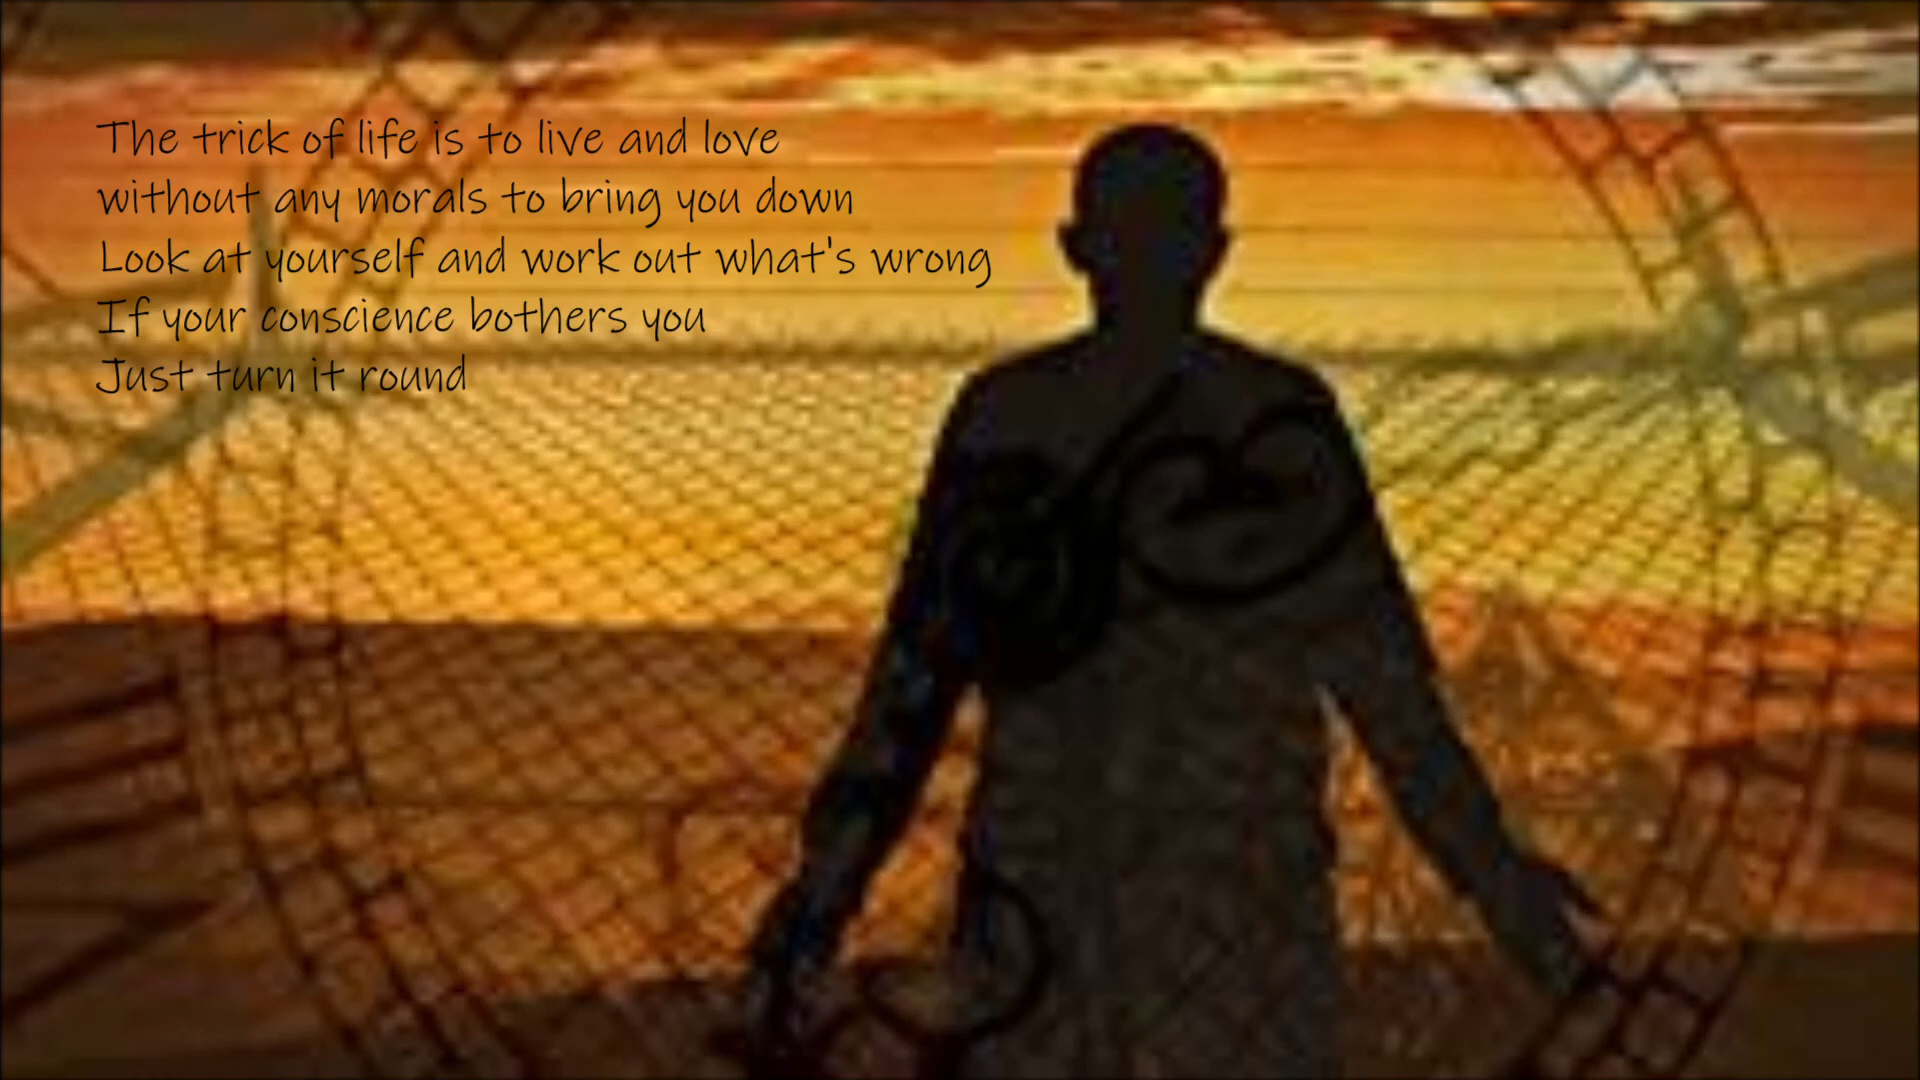 The trick of life is to live and love
without any morals to bring you down
Look at yourself and work out what's wrong
If your conscience bothers you
Just turn it round